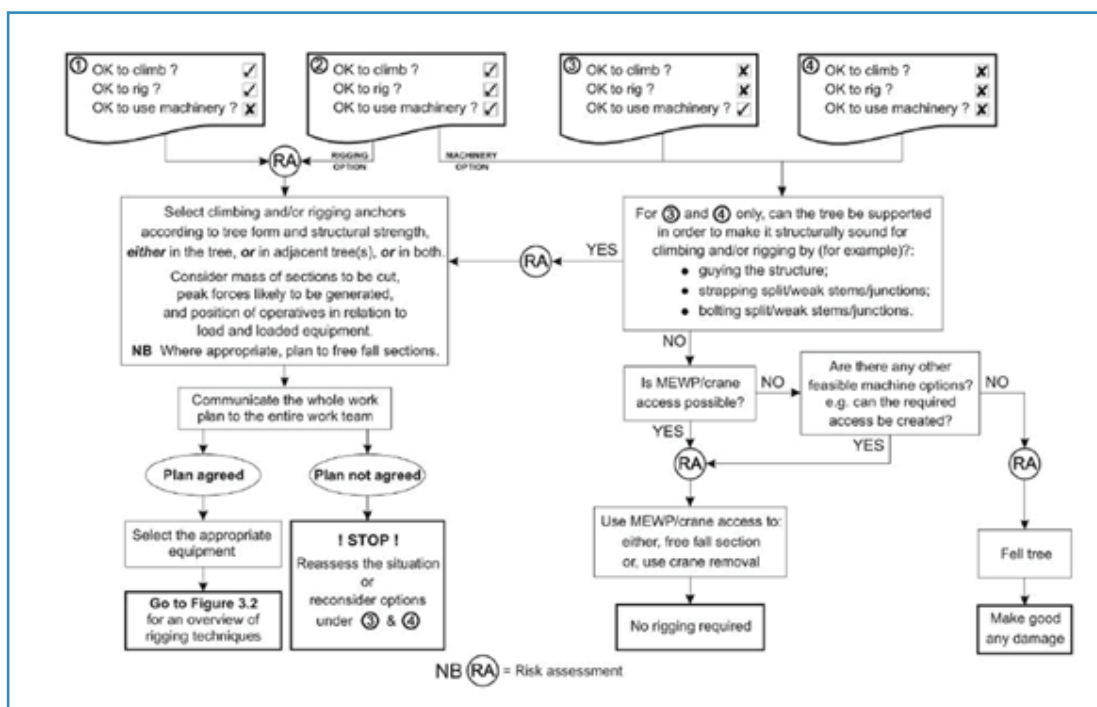 ① OK to climb ? ✓
OK to rig ? ✓
OK to use machinery ? ✗
② OK to climb ? ✓
OK to rig ? ✓
OK to use machinery ? ✓
③ OK to climb ? ✗
OK to rig ? ✗
OK to use machinery ? ✓
④ OK to climb ? ✗
OK to rig ? ✗
OK to use machinery ? ✗
RA
RIGGING
OPTION
MACHINERY
OPTION
Select climbing and/or rigging anchors
according to tree form and structural strength,
either in the tree, or in adjacent tree(s), or in both.
Consider mass of sections to be cut,
peak forces likely to be generated,
and position of operatives in relation to
load and loaded equipment.
NB Where appropriate, plan to free fall sections.
RA
YES
For ③ and ④ only, can the tree be supported
in order to make it structurally sound for
climbing and/or rigging by (for example)?:
● guying the structure;
● strapping split/weak stems/junctions;
● bolting split/weak stems/junctions.
NO
Communicate the whole work
plan to the entire work team
Is MEWP/crane
access possible?
NO
Are there any other
feasible machine options?
e.g. can the required
access be created?
NO
YES
YES
Plan agreed
Plan not agreed
RA
RA
Select the appropriate
equipment
! STOP !
Reassess the situation
or
reconsider options
under ③ & ④
Use MEWP/crane access to:
either, free fall section
or, use crane removal
Fell tree
Go to Figure 3.2
for an overview of
rigging techniques
No rigging required
Make good
any damage
NB RA = Risk assessment